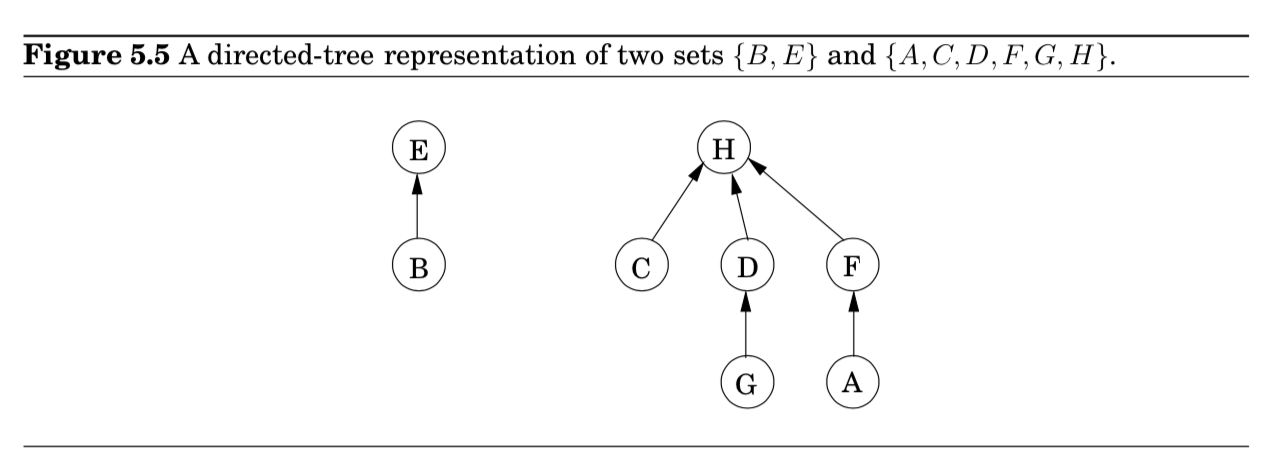 Figure 5.5 A directed-tree representation of two sets {B, E} and {A, C, D, F, G, H}.
E H
B C D F
G A